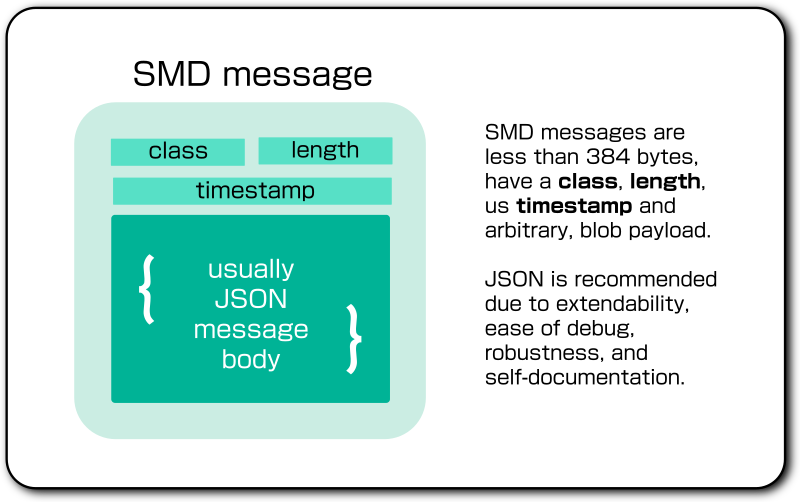 SMD message
class
length
timestamp
{
usually
JSON
message
body
}
SMD messages are
less than 384 bytes,
have a class, length,
us timestamp and
arbitrary, blob payload.
JSON is recommended
due to extendability,
ease of debug,
robustness, and
self-documentation.